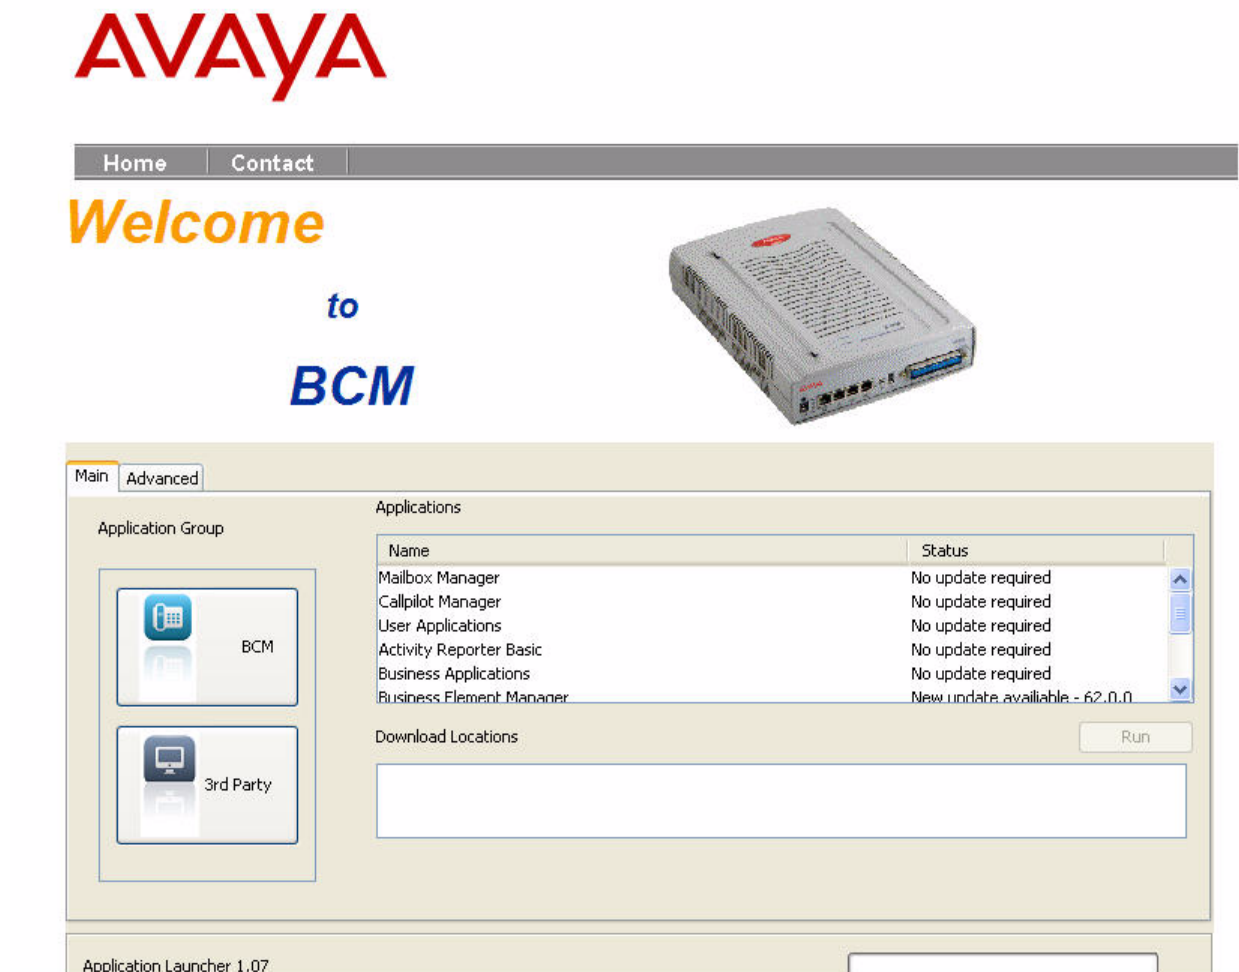 AVAYA
Home Contact
Welcome
to
BCM
Main Advanced
Application Group
Applications
Name Status
Mailbox Manager No update required
Callpilot Manager No update required
User Applications No update required
Activity Reporter Basic No update required
Business Applications No update required
Business Element Manager New update availiable - 62.0.0
BCM
Download Locations Run
3rd Party
Application Launcher 1.07